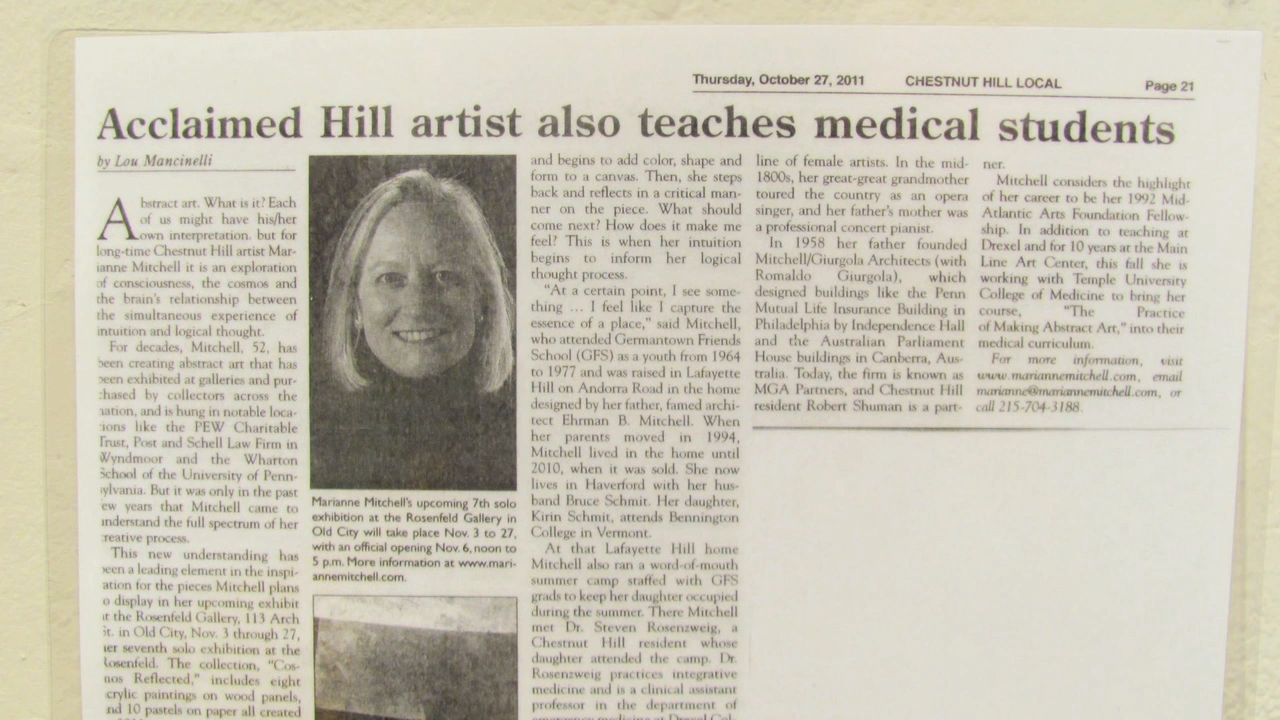 Thursday, October 27, 2011 CHESTNUT HILL LOCAL Page 21
Acclaimed Hill artist also teaches medical students
by Lou Mancinelli
Abstract art. What is it? Each
of us might have his/her
own interpretation. but for
long-time Chestnut Hill artist Mar-
ianne Mitchell it is an exploration
of consciousness, the cosmos and
the brain's relationship between
the simultaneous experience of
intuition and logical thought.
For decades, Mitchell, 52, has
been creating abstract art that has
been exhibited at galleries and pur-
chased by collectors across the
nation, and is hung in notable loca-
tions like the PEW Charitable
Trust, Post and Schell Law Firm in
Wyndmoor and the Wharton
School of the University of Penn-
sylvania. But it was only in the past
few years that Mitchell came to
understand the full spectrum of her
creative process.
This new understanding has
been a leading element in the inspi-
ration for the pieces Mitchell plans
to display in her upcoming exhibit
at the Rosenfeld Gallery, 113 Arch
St. in Old City, Nov. 3 through 27,
her seventh solo exhibition at the
Rosenfeld. The collection, "Cos-
mos Reflected," includes eight
acrylic paintings on wood panels,
and 10 pastels on paper all created
Marianne Mitchell's upcoming 7th solo
exhibition at the Rosenfeld Gallery in
Old City will take place Nov. 3 to 27,
with an official opening Nov. 6, noon to
5 p.m. More information at www.mari-
annemitchell.com.
and begins to add color, shape and
form to a canvas. Then, she steps
back and reflects in a critical man-
ner on the piece. What should
come next? How does it make me
feel? This is when her intuition
begins to inform her logical
thought process.
"At a certain point, I see some-
thing ... I feel like I capture the
essence of a place," said Mitchell,
who attended Germantown Friends
School (GFS) as a youth from 1964
to 1977 and was raised in Lafayette
Hill on Andorra Road in the home
designed by her father, famed archi-
tect Ehrman B. Mitchell. When
her parents moved in 1994,
Mitchell lived in the home until
2010, when it was sold. She now
lives in Haverford with her hus-
band Bruce Schmit. Her daughter,
Kirin Schmit, attends Bennington
College in Vermont.
At that Lafayette Hill home
Mitchell also ran a word-of-mouth
summer camp staffed with GFS
grads to keep her daughter occupied
during the summer. There Mitchell
met Dr. Steven Rosenzweig, a
Chestnut Hill resident whose
daughter attended the camp. Dr.
Rosenzweig practices integrative
medicine and is a clinical assistant
professor in the department of
emergency medicine at Drexel Col-
line of female artists. In the mid-
1800s, her great-great grandmother
toured the country as an opera
singer, and her father's mother was
a professional concert pianist.
In 1958 her father founded
Mitchell/Giurgola Architects (with
Romaldo Giurgola), which
designed buildings like the Penn
Mutual Life Insurance Building in
Philadelphia by Independence Hall
and the Australian Parliament
House buildings in Canberra, Aus-
tralia. Today, the firm is known as
MGA Partners, and Chestnut Hill
resident Robert Shuman is a part-
ner.
Mitchell considers the highlight
of her career to be her 1992 Mid-
Atlantic Arts Foundation Fellow-
ship. In addition to teaching at
Drexel and for 10 years at the Main
Line Art Center, this fall she is
working with Temple University
College of Medicine to bring her
course, "The Practice
of Making Abstract Art," into their
medical curriculum.
For more information, visit
www.mariannemitchell.com, email
marianne@mariannemitchell.com, or
call 215-704-3188.